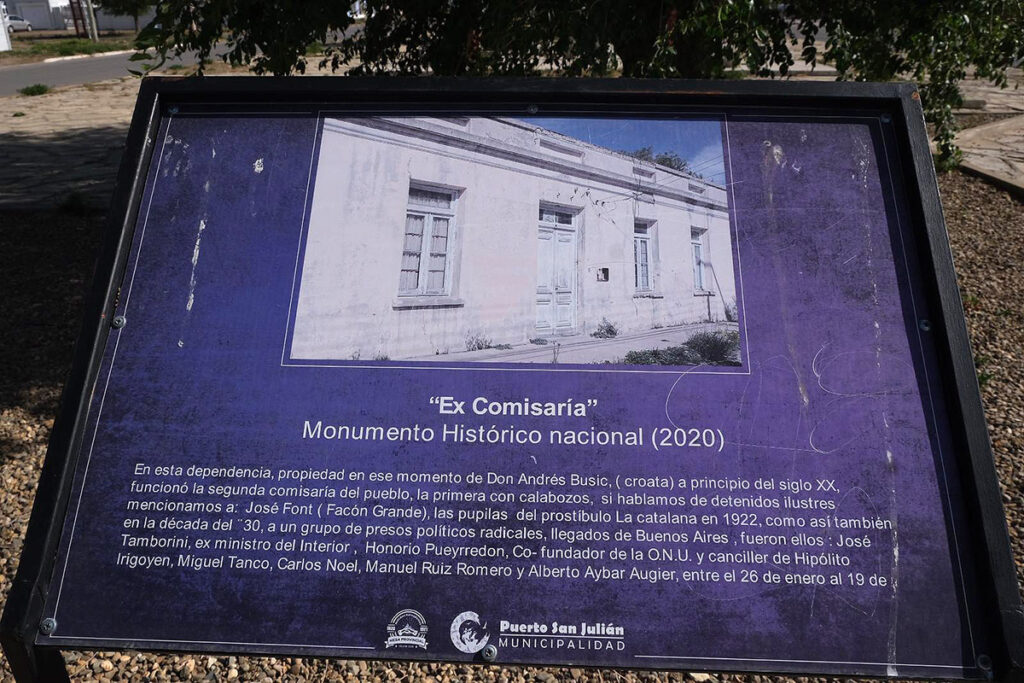 “Ex Comisaría”
Monumento Histórico nacional (2020)
En esta dependencia, propiedad en ese momento de Don Andrés Busic, ( croata) a principio del siglo XX,
funcionó la segunda comisaría del pueblo, la primera con calabozos, si hablamos de detenidos ilustres
mencionamos a: José Font ( Facón Grande), las pupilas del prostíbulo La catalana en 1922, como así también
en la década del ¨30, a un grupo de presos políticos radicales, llegados de Buenos Aires , fueron ellos : José
Tamborini, ex ministro del Interior , Honorio Pueyrredon, Co- fundador de la O.N.U. y canciller de Hipólito
Irigoyen, Miguel Tanco, Carlos Noel, Manuel Ruiz Romero y Alberto Aybar Augier, entre el 26 de enero al 19 de
Puerto San Julián
MUNICIPALIDAD